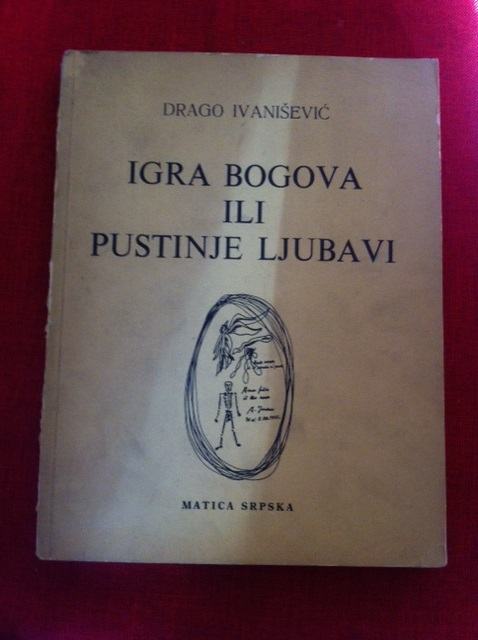 DRAGO IVANIŠEVIĆ
IGRA BOGOVA
ILI
PUSTINJE LJUBAVI
MATICA SRPSKA